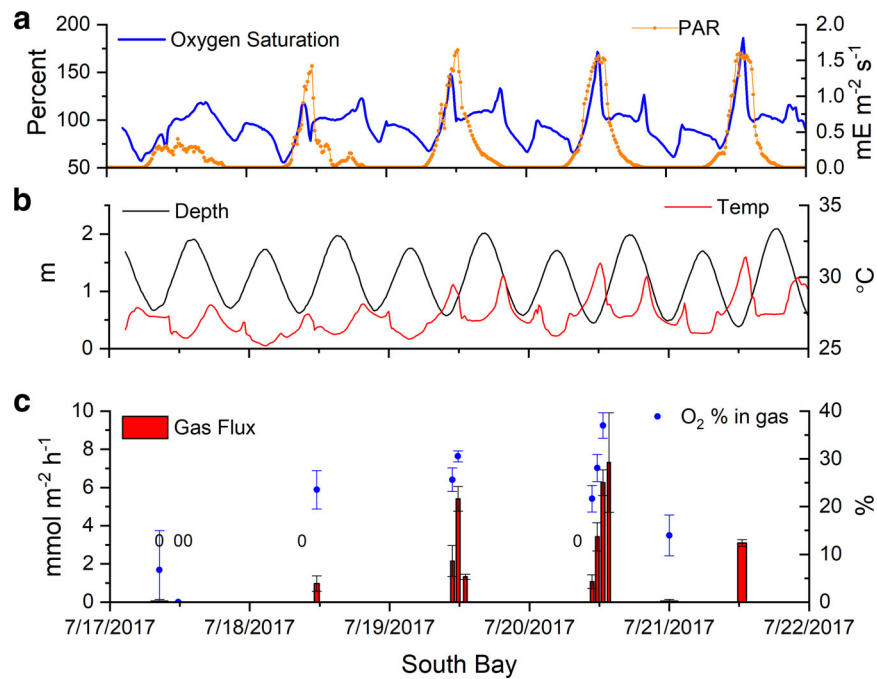 a
200
150
100
50
Percent
Oxygen Saturation
PAR
2.0
1.5
1.0
0.5
0.0
mE m⁻² s⁻¹
b
2
1
0
m
Depth
Temp
35
30
25
°C
c
10
8
6
4
2
0
mmol m⁻² h⁻¹
Gas Flux
O₂ % in gas
40
30
20
10
0
%
0 00 0 0
7/17/2017 7/18/2017 7/19/2017 7/20/2017 7/21/2017 7/22/2017
South Bay